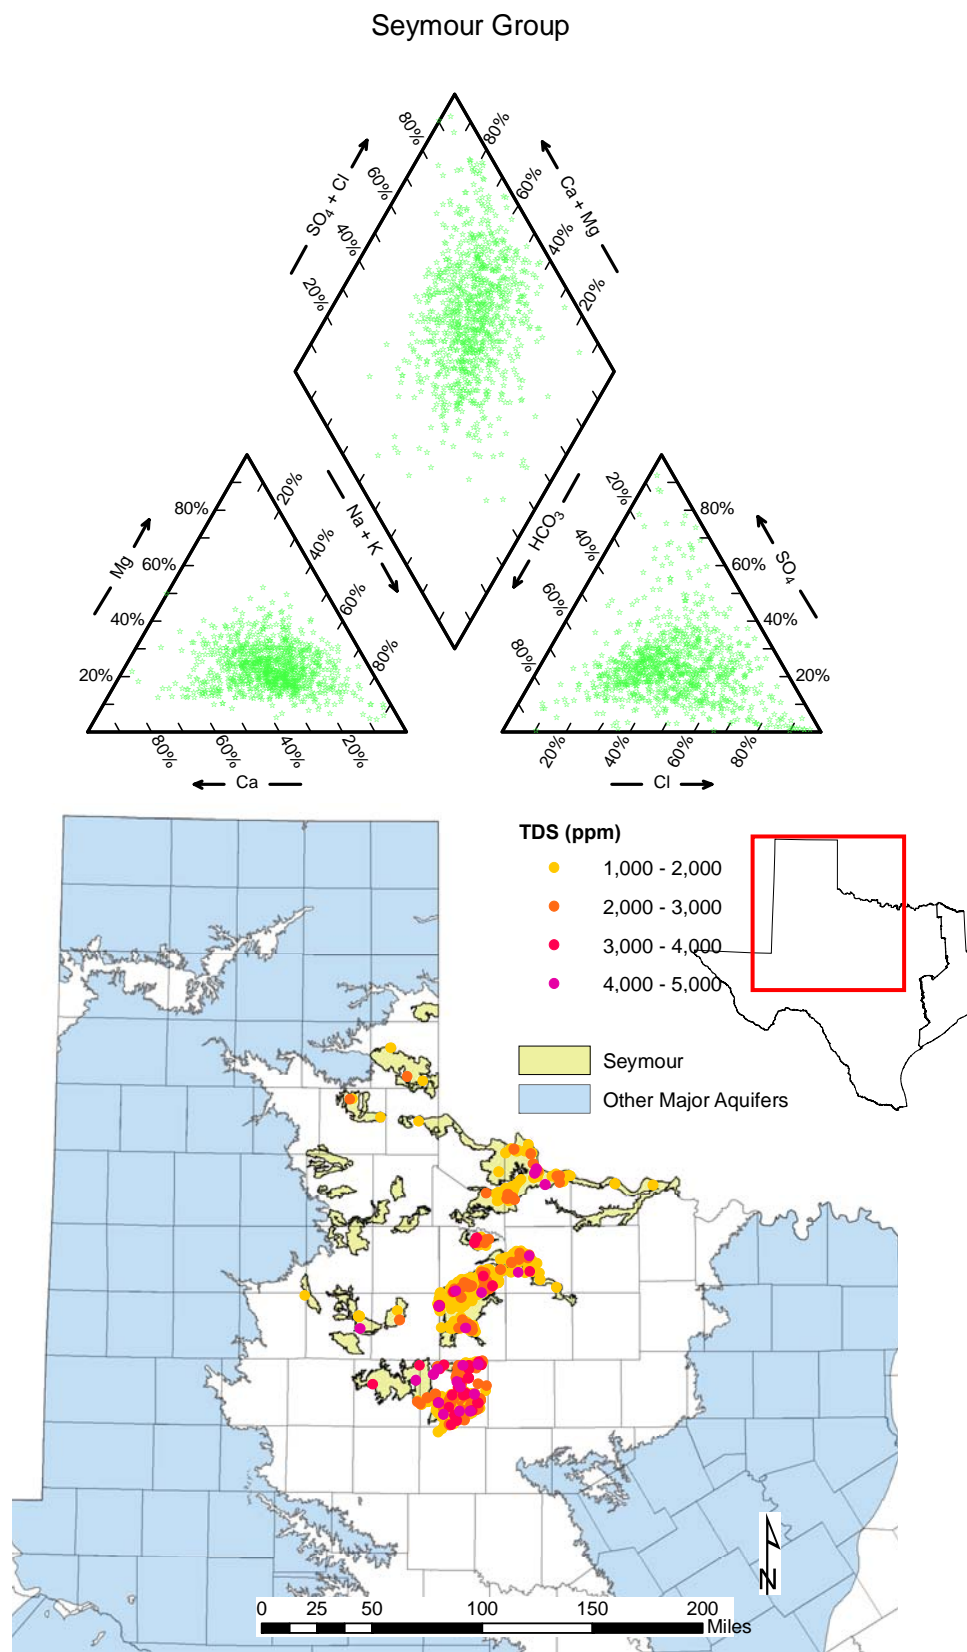 Seymour Group
80%
80%
SO4 + Cl
Ca + Mg
60%
60%
40%
40%
20%
20%
Na + K
HCO3
20%
20%
80%
80%
Mg
40%
40%
SO4
60%
60%
60%
60%
40%
40%
80%
80%
20%
20%
80%
60%
40%
20%
20%
40%
60%
80%
Ca
Cl
TDS (ppm)
1,000 - 2,000
2,000 - 3,000
3,000 - 4,000
4,000 - 5,000
Seymour
Other Major Aquifers
N
0 25 50 100 150 200
Miles